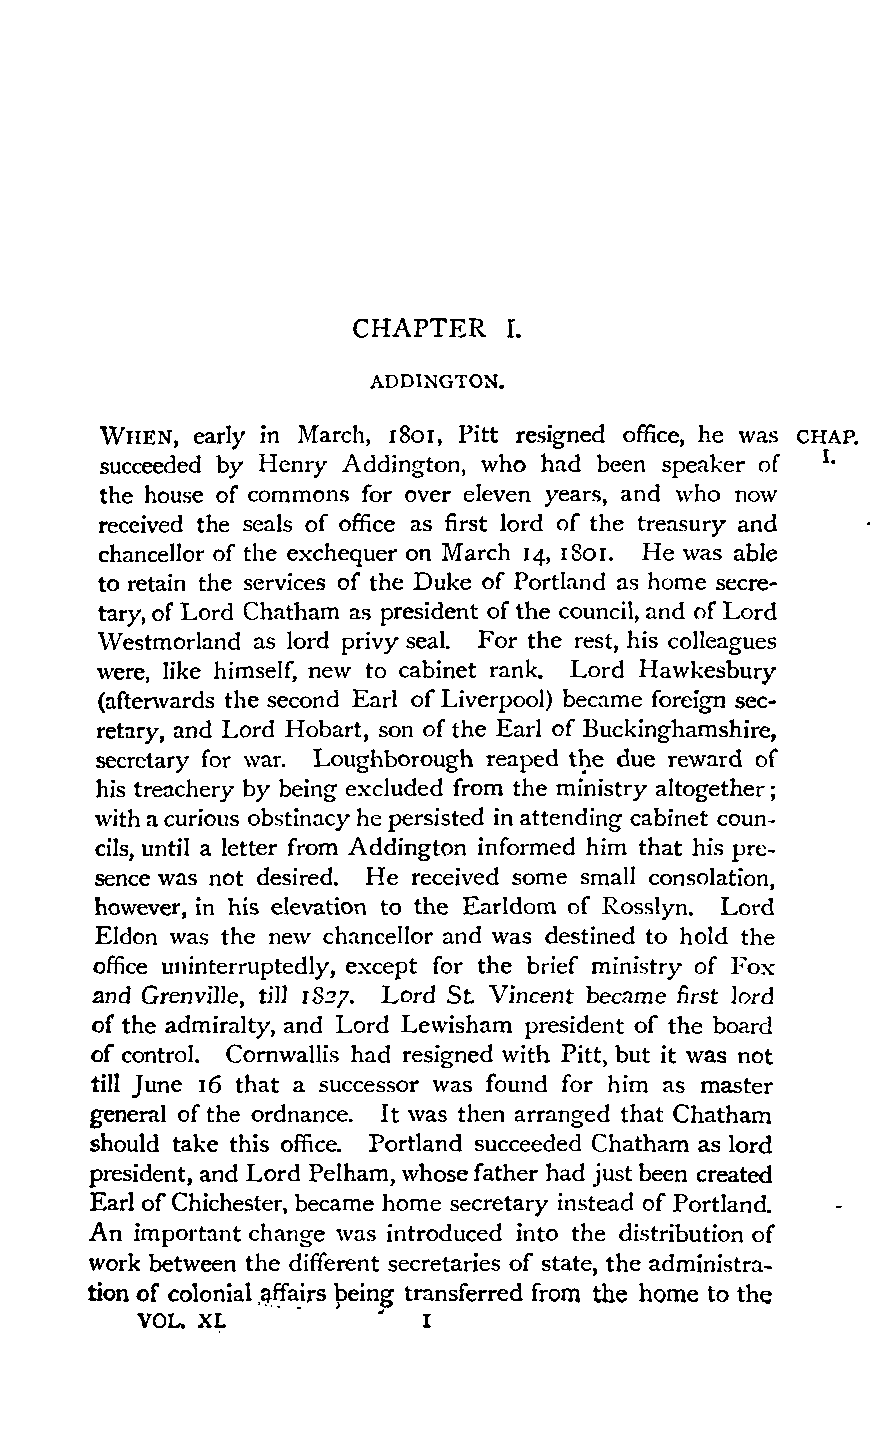 CHAPTER I.
ADDINGTON.
WHEN, early in March, 1801, Pitt resigned office, he was CHAP.
succeeded by Henry Addington, who had been speaker of I.
the house of commons for over eleven years, and who now
received the seals of office as first lord of the treasury and
chancellor of the exchequer on March 14, 1801. He was able
to retain the services of the Duke of Portland as home secre-
tary, of Lord Chatham as president of the council, and of Lord
Westmorland as lord privy seal. For the rest, his colleagues
were, like himself, new to cabinet rank. Lord Hawkesbury
(afterwards the second Earl of Liverpool) became foreign sec-
retary, and Lord Hobart, son of the Earl of Buckinghamshire,
secretary for war. Loughborough reaped the due reward of
his treachery by being excluded from the ministry altogether;
with a curious obstinacy he persisted in attending cabinet coun-
cils, until a letter from Addington informed him that his pre-
sence was not desired. He received some small consolation,
however, in his elevation to the Earldom of Rosslyn. Lord
Eldon was the new chancellor and was destined to hold the
office uninterruptedly, except for the brief ministry of Fox
and Grenville, till 1827. Lord St. Vincent became first lord
of the admiralty, and Lord Lewisham president of the board
of control. Cornwallis had resigned with Pitt, but it was not
till June 16 that a successor was found for him as master
general of the ordnance. It was then arranged that Chatham
should take this office. Portland succeeded Chatham as lord
president, and Lord Pelham, whose father had just been created
Earl of Chichester, became home secretary instead of Portland.
An important change was introduced into the distribution of
work between the different secretaries of state, the administra-
tion of colonial affairs being transferred from the home to the
VOL. XI. 1